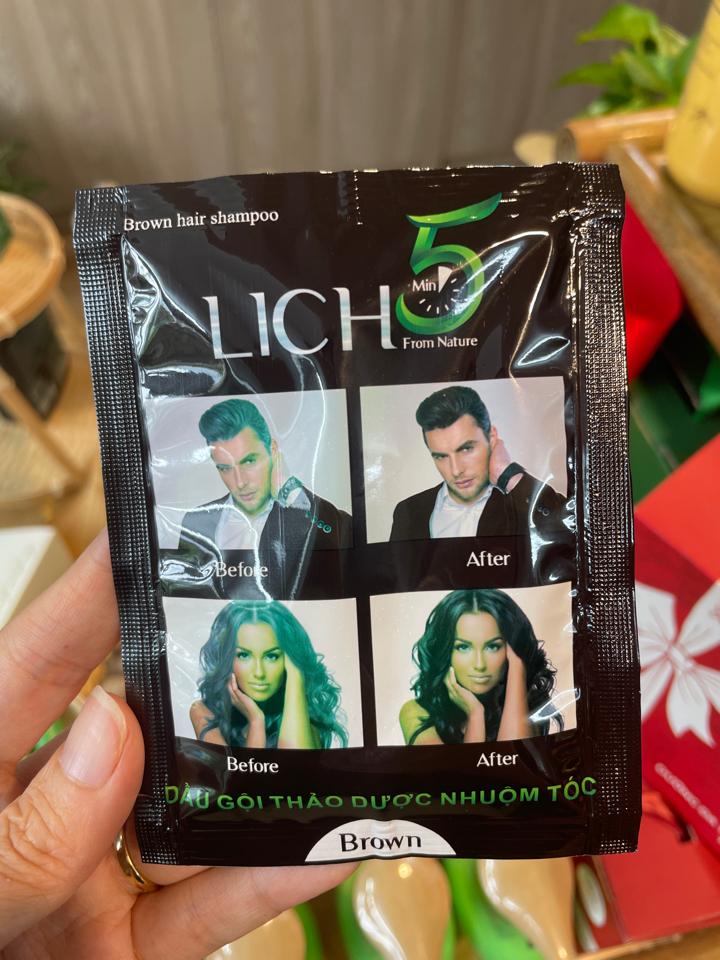 Brown hair shampoo
5
Min
LICH
From Nature
Before
After
Before
After
DẦU GỘI THẢO DƯỢC NHUỘM TÓC
Brown